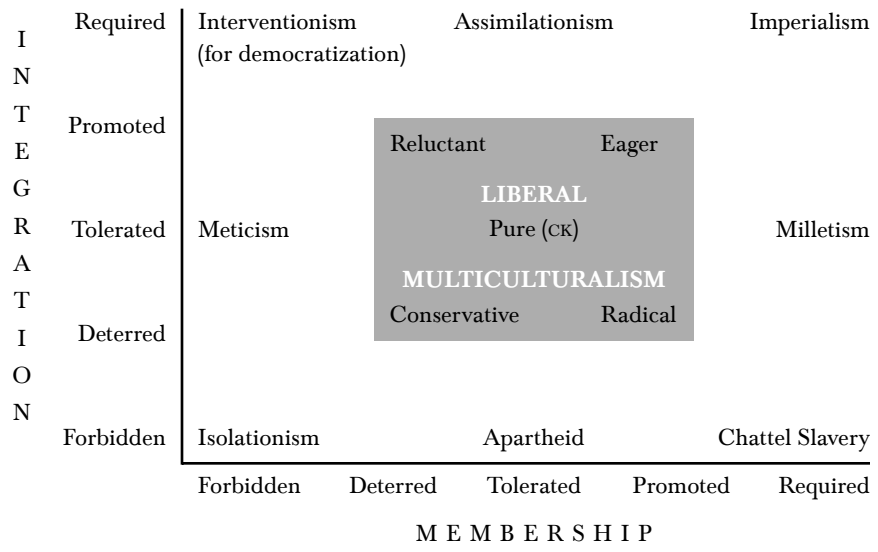 INTEGRATION
Required Interventionism Assimilationism Imperialism
(for democratization)
Promoted
Reluctant Eager
LIBERAL
Tolerated Meticism Pure (CK) Milletism
MULTICULTURALISM
Conservative Radical
Deterred
Forbidden Isolationism Apartheid Chattel Slavery
Forbidden Deterred Tolerated Promoted Required
MEMBERSHIP